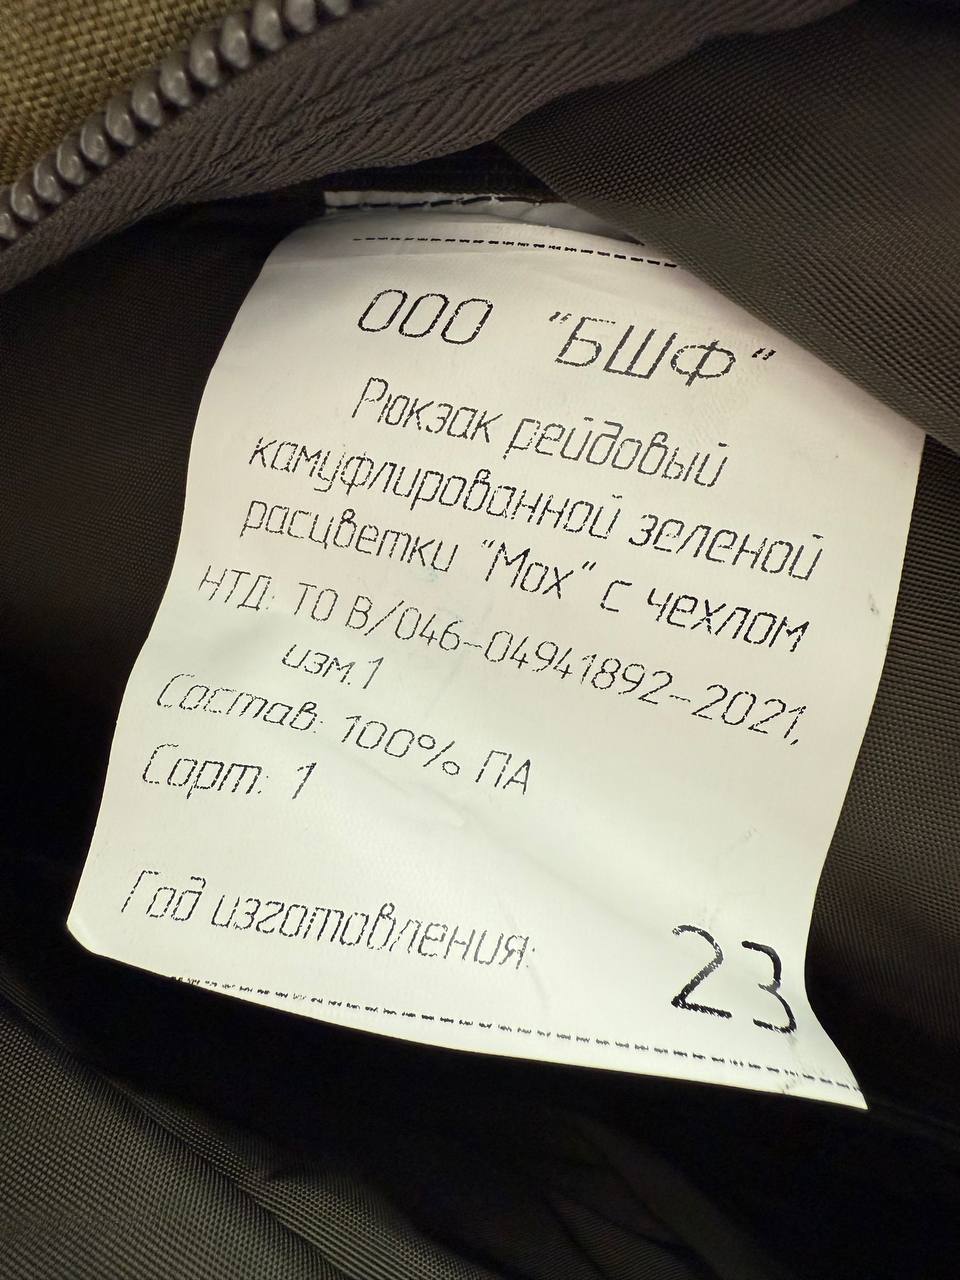 ООО "БШФ"
Рюкзак рейдовый
камуфлированной зеленой
расцветки "Мох" с чехлом
НТД: ТО В/046-04941892-2021,
изм.1
Состав: 100% ПА
Сорт: 1
Год изготовления: 23